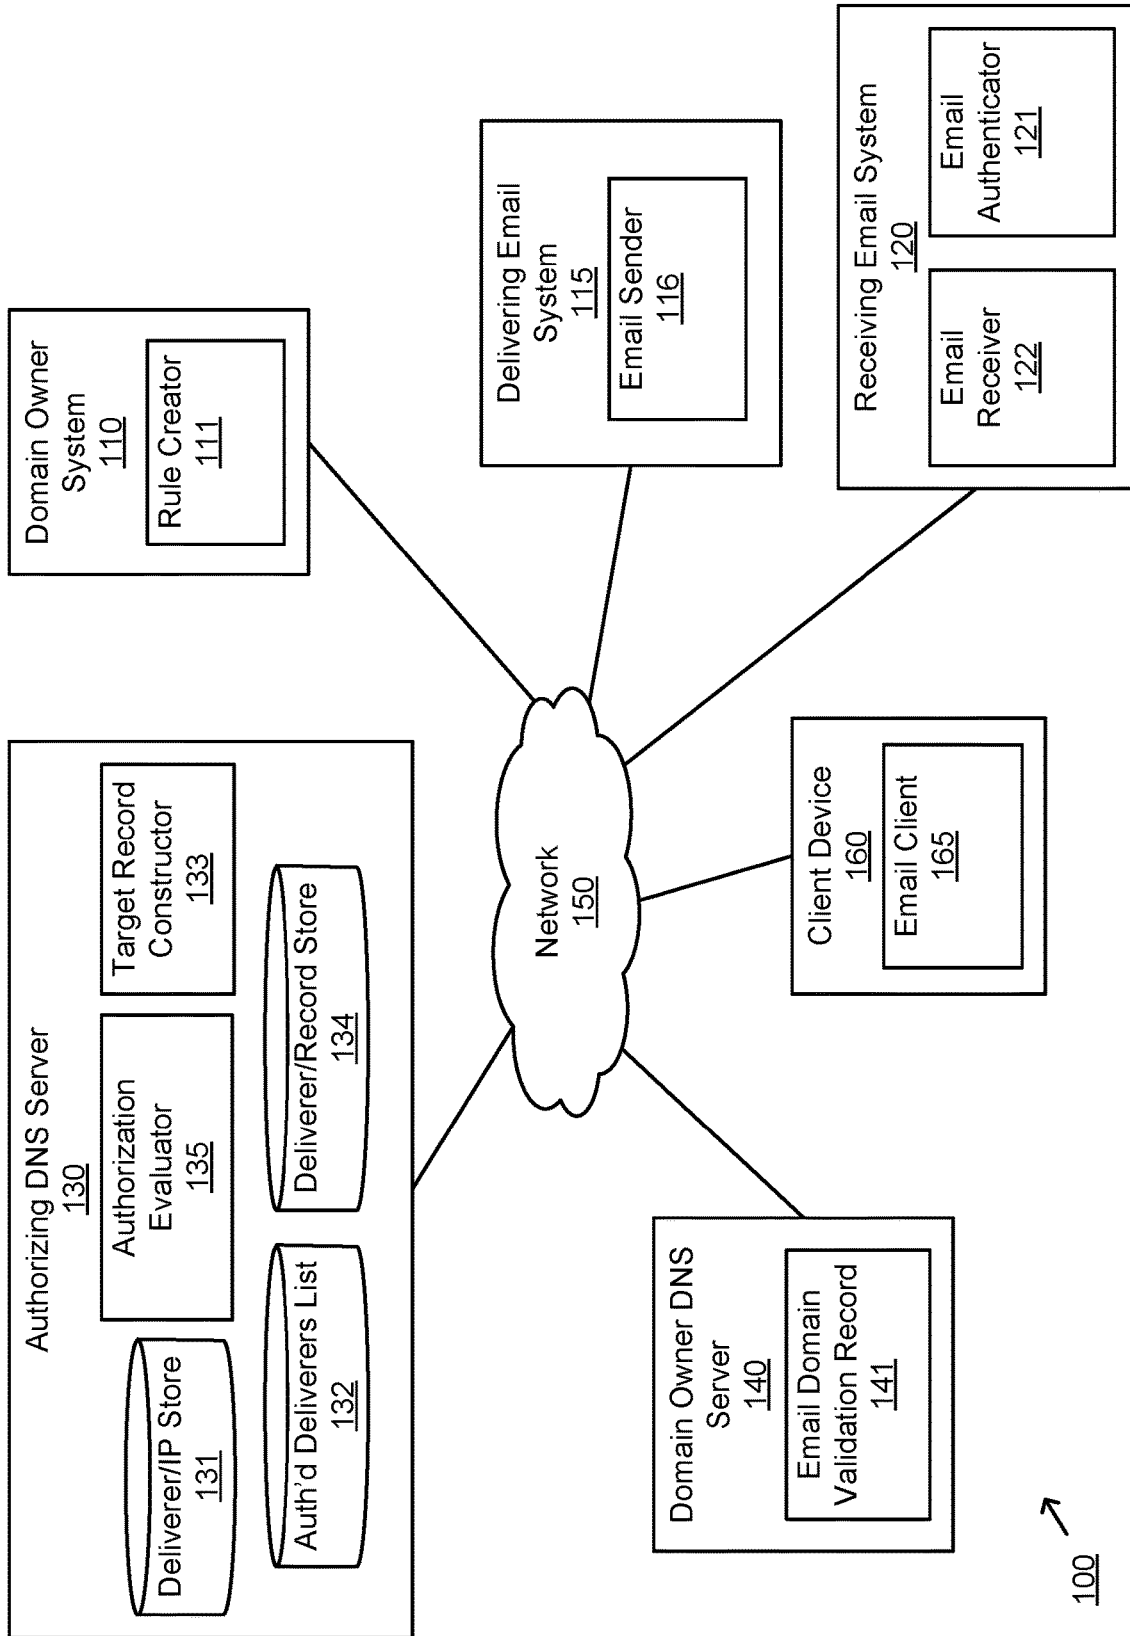 Authorizing DNS Server
130
Deliverer/IP Store
131
Authorization
Evaluator
135
Target Record
Constructor
133
Auth'd Deliverers List
132
Deliverer/Record Store
134
Domain Owner
System
110
Rule Creator
111
Network
150
Delivering Email
System
115
Email Sender
116
Domain Owner DNS
Server
140
Email Domain
Validation Record
141
Client Device
160
Email Client
165
Receiving Email System
120
Email
Receiver
122
Email
Authenticator
121
100